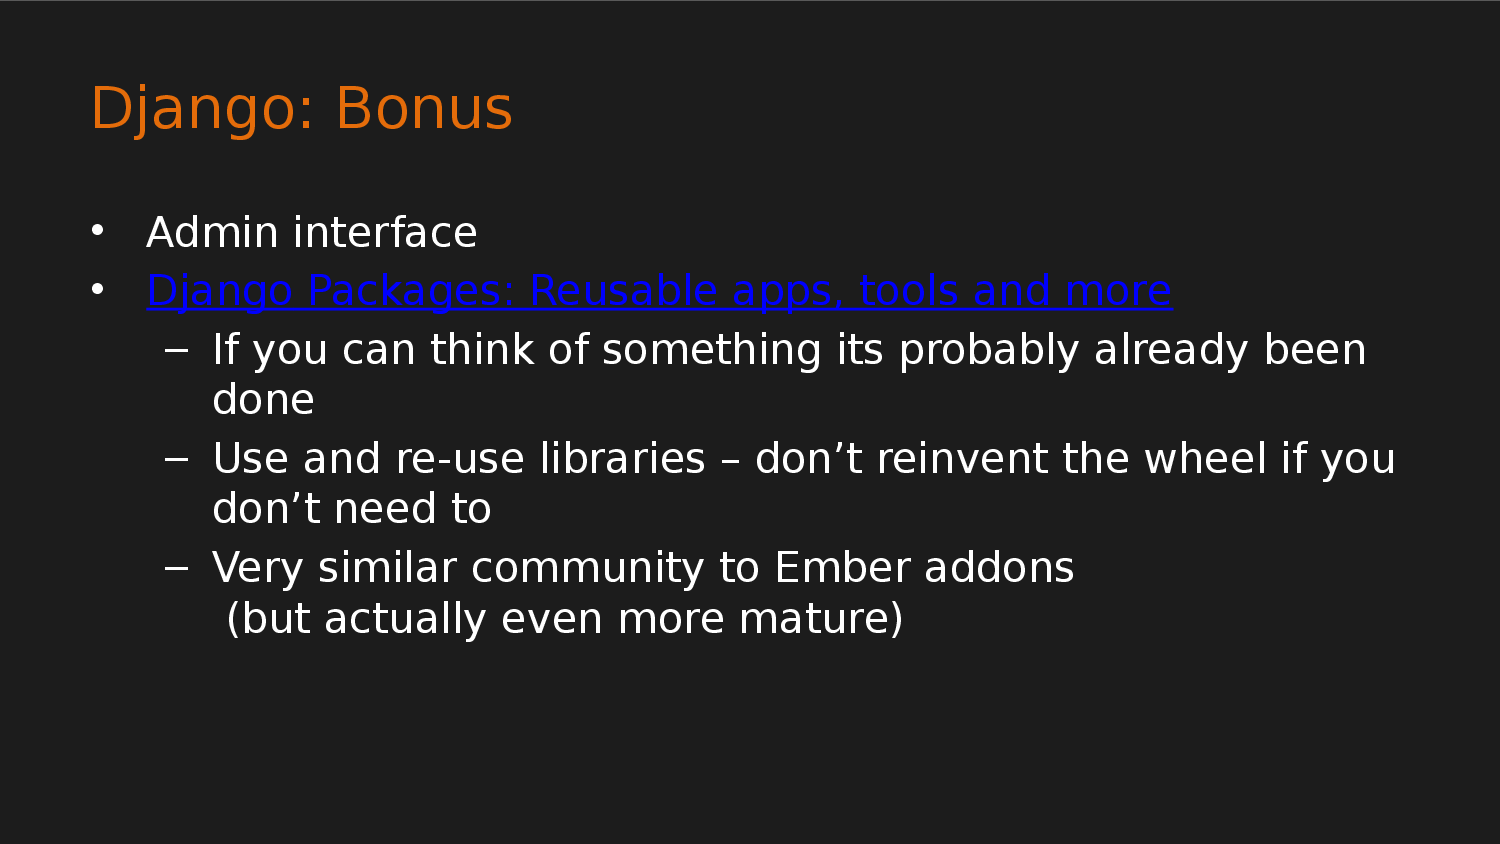 Django: Bonus
• Admin interface
• Django Packages: Reusable apps, tools and more
– If you can think of something its probably already been
done
– Use and re-use libraries – don’t reinvent the wheel if you
don’t need to
– Very similar community to Ember addons
(but actually even more mature)